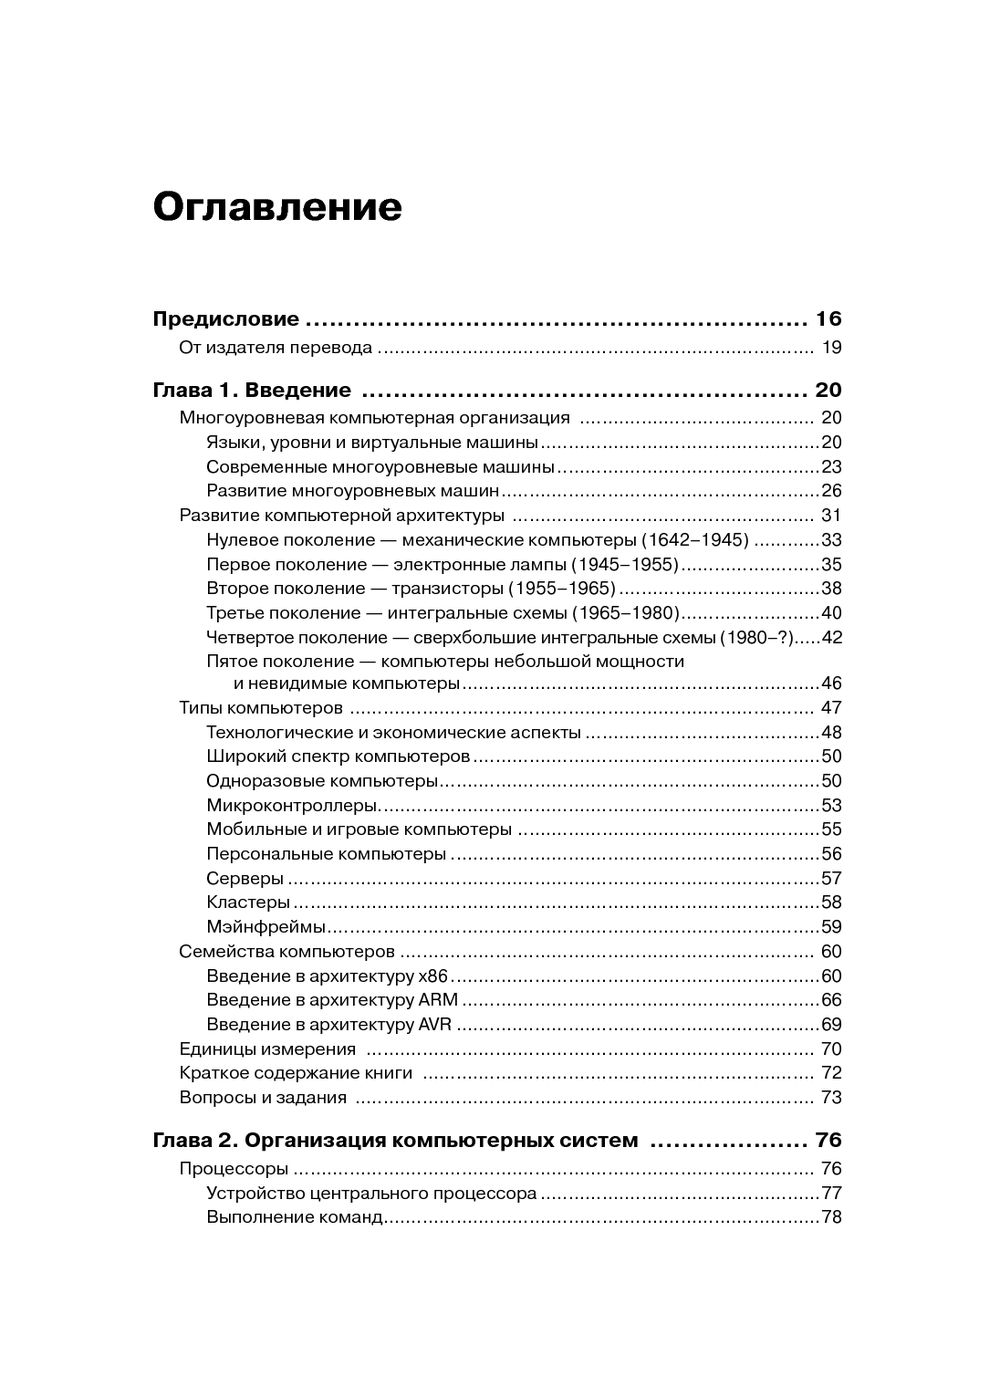 Оглавление
Предисловие ............................................................... 16
От издателя перевода ................................................................................... 19
Глава 1. Введение ........................................................ 20
Многоуровневая компьютерная организация ............................................. 20
Языки, уровни и виртуальные машины.....................................................20
Современные многоуровневые машины..................................................23
Развитие многоуровневых машин.............................................................26
Развитие компьютерной архитектуры ......................................................... 31
Нулевое поколение — механические компьютеры (1642–1945) ............33
Первое поколение — электронные лампы (1945–1955)..........................35
Второе поколение — транзисторы (1955–1965)......................................38
Третье поколение — интегральные схемы (1965–1980)..........................40
Четвертое поколение — сверхбольшие интегральные схемы (1980–?).....42
Пятое поколение — компьютеры небольшой мощности
и невидимые компьютеры....................................................................46
Типы компьютеров ........................................................................................ 47
Технологические и экономические аспекты ............................................48
Широкий спектр компьютеров..................................................................50
Одноразовые компьютеры........................................................................50
Микроконтроллеры....................................................................................53
Мобильные и игровые компьютеры .........................................................55
Персональные компьютеры ......................................................................56
Серверы .....................................................................................................57
Кластеры ....................................................................................................58
Мэйнфреймы..............................................................................................59
Семейства компьютеров ............................................................................... 60
Введение в архитектуру x86......................................................................60
Введение в архитектуру ARM ....................................................................66
Введение в архитектуру AVR .....................................................................69
Единицы измерения ...................................................................................... 70
Краткое содержание книги ........................................................................... 72
Вопросы и задания ........................................................................................ 73
Глава 2. Организация компьютерных систем .................... 76
Процессоры ................................................................................................... 76
Устройство центрального процессора .....................................................77
Выполнение команд...................................................................................78